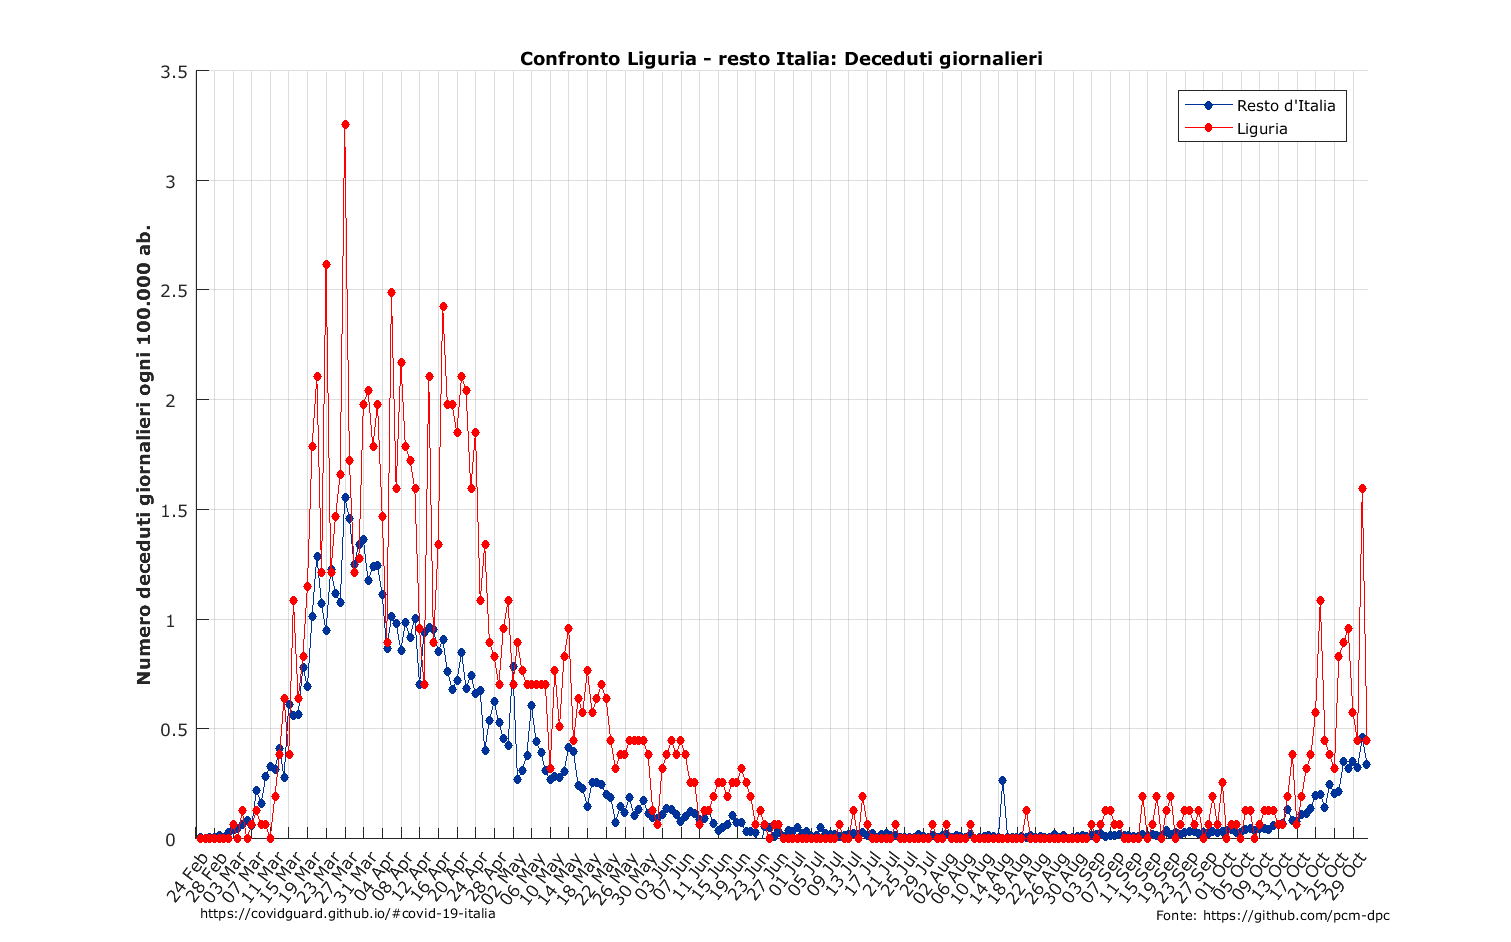 Confronto Liguria - resto Italia: Deceduti giornalieri
Resto d'Italia
Liguria
Numero deceduti giornalieri ogni 100.000 ab.
3.5
3
2.5
2
1.5
1
0.5
0
24 Feb
28 Feb
03 Mar
07 Mar
11 Mar
15 Mar
19 Mar
23 Mar
27 Mar
31 Mar
04 Apr
08 Apr
12 Apr
16 Apr
20 Apr
24 Apr
28 Apr
02 May
06 May
10 May
14 May
18 May
22 May
26 May
30 May
03 Jun
07 Jun
11 Jun
15 Jun
19 Jun
23 Jun
27 Jun
01 Jul
05 Jul
09 Jul
13 Jul
17 Jul
21 Jul
25 Jul
29 Jul
02 Aug
06 Aug
10 Aug
14 Aug
18 Aug
22 Aug
26 Aug
30 Aug
03 Sep
07 Sep
11 Sep
15 Sep
19 Sep
23 Sep
27 Sep
01 Oct
05 Oct
09 Oct
13 Oct
17 Oct
21 Oct
25 Oct
29 Oct
https://covidguard.github.io/#covid-19-italia
Fonte: https://github.com/pcm-dpc